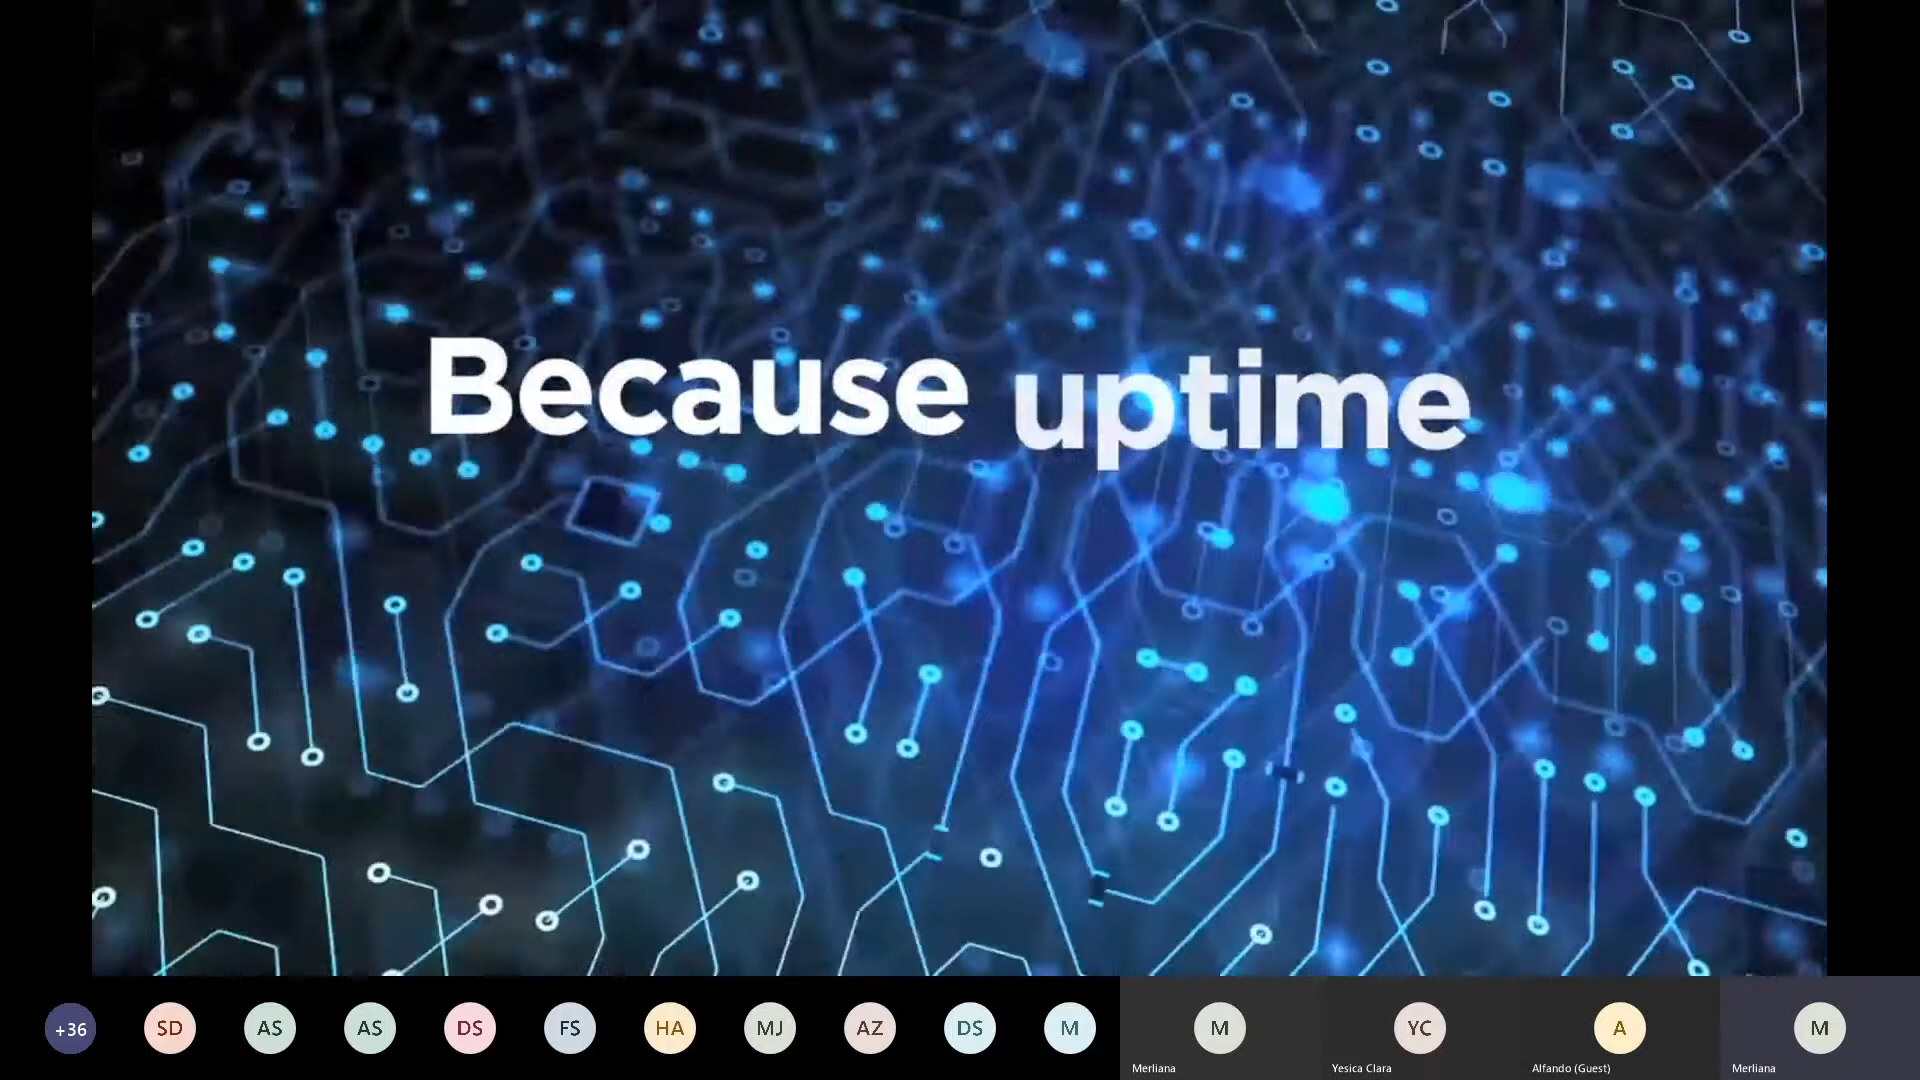 Because uptime
+36 SD AS AS DS FS HA MJ AZ DS M M YC A M
Merliana Yesica Clara Alfando (Guest) Merliana